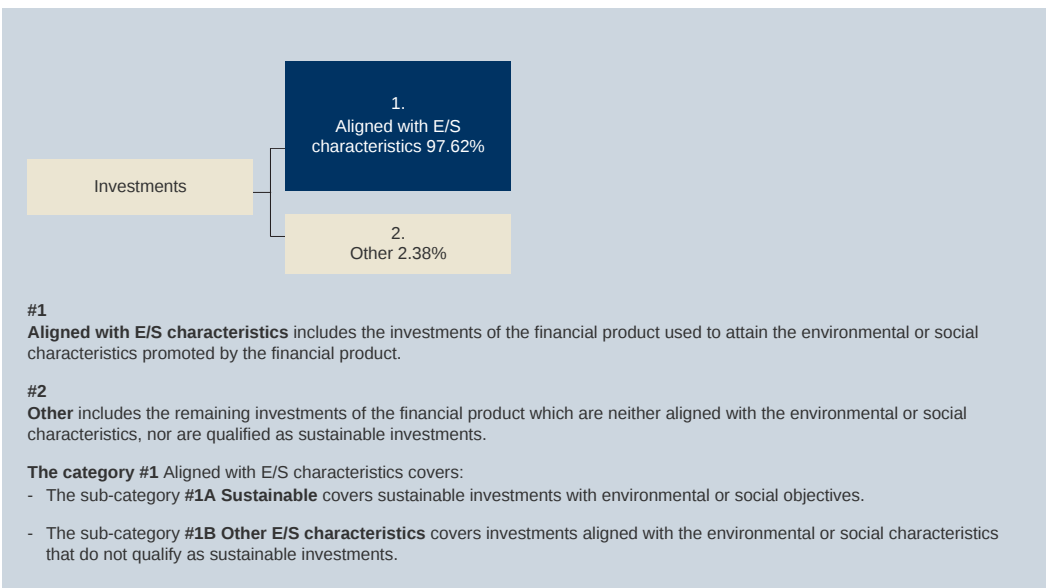 1.
Aligned with E/S
characteristics 97.62%
Investments
2.
Other 2.38%
#1
Aligned with E/S characteristics includes the investments of the financial product used to attain the environmental or social
characteristics promoted by the financial product.
#2
Other includes the remaining investments of the financial product which are neither aligned with the environmental or social
characteristics, nor are qualified as sustainable investments.
The category #1 Aligned with E/S characteristics covers:
- The sub-category #1A Sustainable covers sustainable investments with environmental or social objectives.
- The sub-category #1B Other E/S characteristics covers investments aligned with the environmental or social characteristics
that do not qualify as sustainable investments.